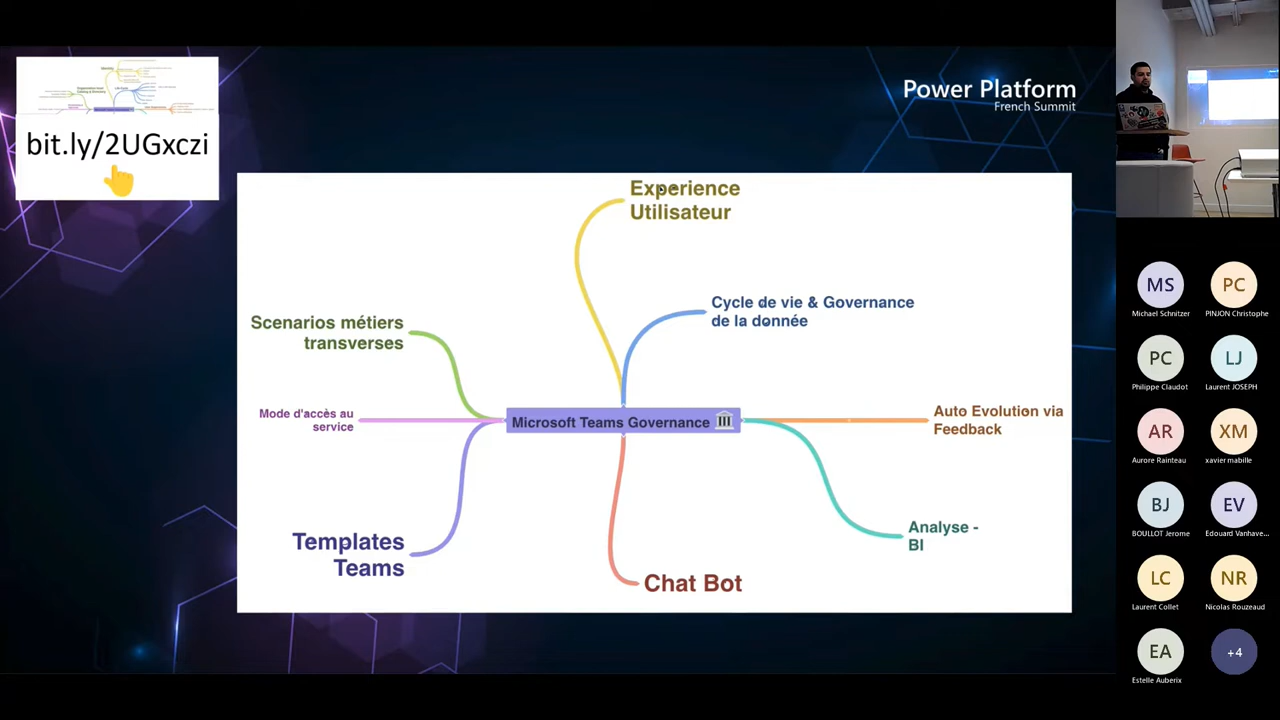 bit.ly/2UGxczi
Power Platform
French Summit
Experience
Utilisateur
Cycle de vie & Governance
de la donnée
Scenarios métiers
transverses
Mode d'accès au
service
Microsoft Teams Governance
Auto Evolution via
Feedback
Templates
Teams
Analyse -
BI
Chat Bot
MS
PC
Michael Schnitzer
PINJON Christophe
PC
LJ
Philippe Claudot
Laurent JOSEPH
AR
XM
Aurore Rainteau
xavier mabille
BJ
EV
BOULLOT Jerome
Edouard Vanhave...
LC
NR
Laurent Collet
Nicolas Rouzeaud
EA
+4
Estelle Auberix